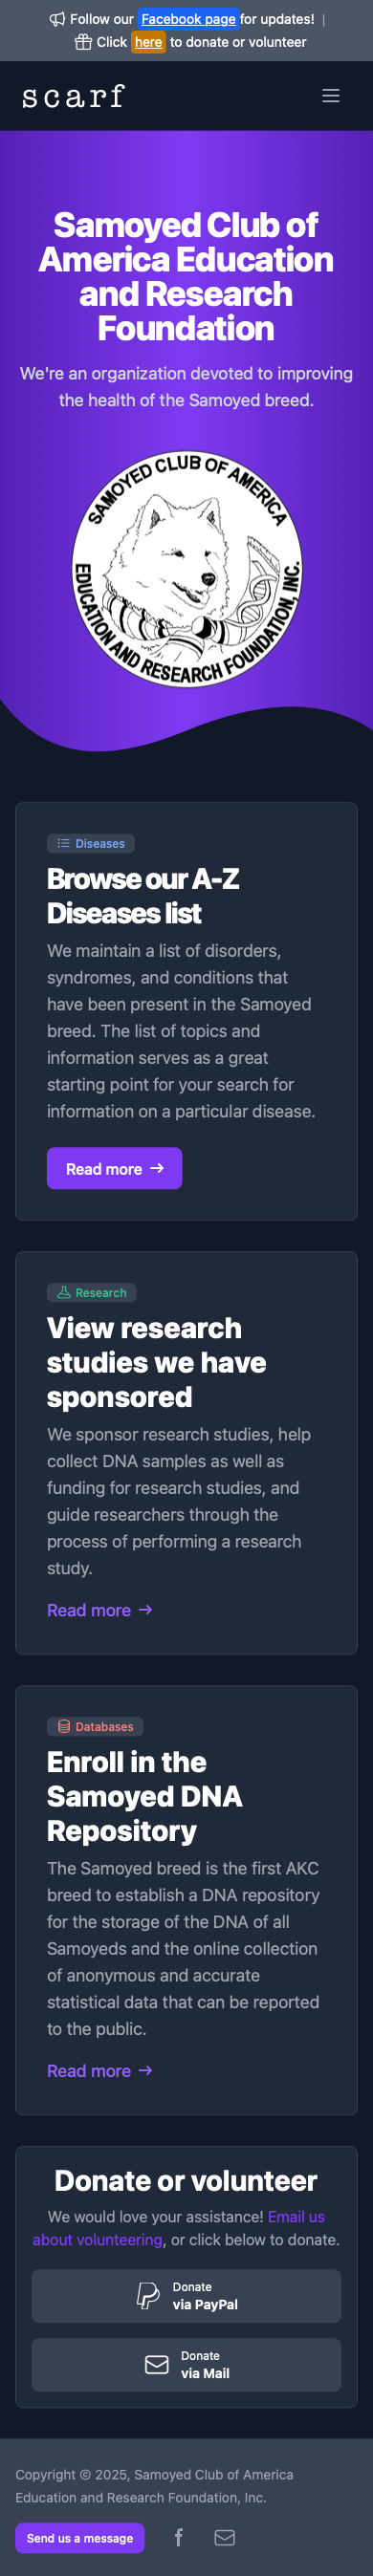 Follow our Facebook page for updates! |
Click here to donate or volunteer
scarf
Samoyed Club of
America Education
and Research
Foundation
We're an organization devoted to improving
the health of the Samoyed breed.
SAMOYED CLUB OF AMERICA
EDUCATION AND RESEARCH FOUNDATION, INC.
Diseases
Browse our A-Z
Diseases list
We maintain a list of disorders,
syndromes, and conditions that
have been present in the Samoyed
breed. The list of topics and
information serves as a great
starting point for your search for
information on a particular disease.
Read more →
Research
View research
studies we have
sponsored
We sponsor research studies, help
collect DNA samples as well as
funding for research studies, and
guide researchers through the
process of performing a research
study.
Read more →
Databases
Enroll in the
Samoyed DNA
Repository
The Samoyed breed is the first AKC
breed to establish a DNA repository
for the storage of the DNA of all
Samoyeds and the online collection
of anonymous and accurate
statistical data that can be reported
to the public.
Read more →
Donate or volunteer
We would love your assistance! Email us
about volunteering, or click below to donate.
Donate
via PayPal
Donate
via Mail
Copyright © 2025, Samoyed Club of America
Education and Research Foundation, Inc.
Send us a message